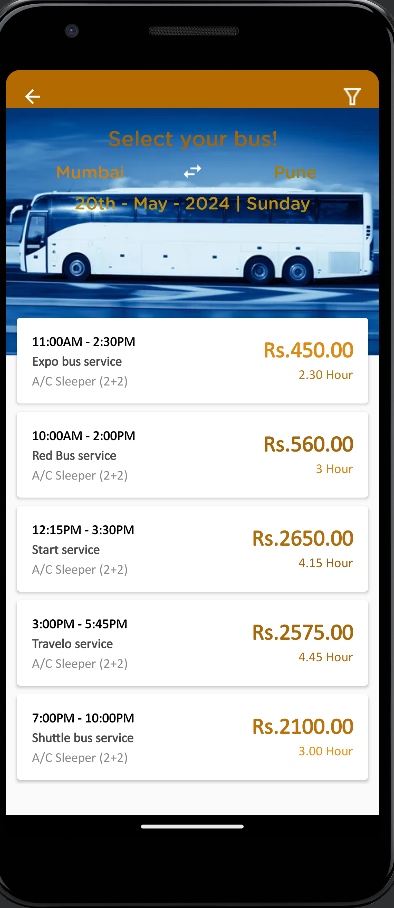 Select your bus!
Mumbai Pune
20th - May - 2024 | Sunday
11:00AM - 2:30PM
Rs.450.00
Expo bus service
2.30 Hour
A/C Sleeper (2+2)
10:00AM - 2:00PM
Rs.560.00
Red Bus service
3 Hour
A/C Sleeper (2+2)
12:15PM - 3:30PM
Rs.2650.00
Start service
4.15 Hour
A/C Sleeper (2+2)
3:00PM - 5:45PM
Rs.2575.00
Travelo service
4.45 Hour
A/C Sleeper (2+2)
7:00PM - 10:00PM
Rs.2100.00
Shuttle bus service
3.00 Hour
A/C Sleeper (2+2)